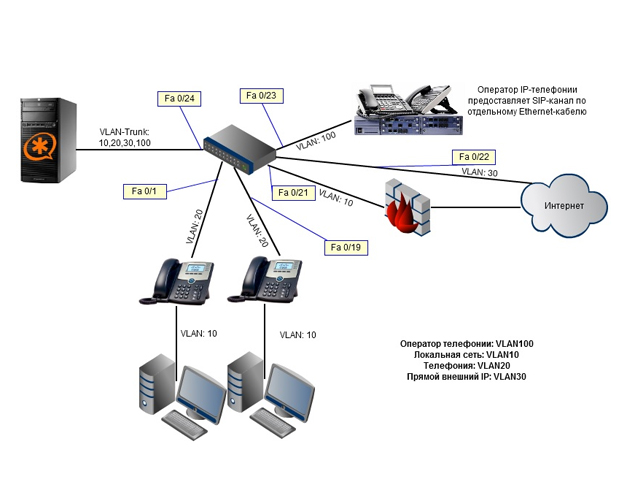 Fa 0/24
Fa 0/23
Оператор IP-телефонии
предоставляет SIP-канал по
отдельному Ethernet-кабелю
VLAN-Trunk:
10,20,30,100
VLAN: 100
Fa 0/22
VLAN: 30
Fa 0/1
Fa 0/21
VLAN: 10
Интернет
VLAN: 20
VLAN: 20
Fa 0/19
VLAN: 10
VLAN: 10
Оператор телефонии: VLAN100
Локальная сеть: VLAN10
Телефония: VLAN20
Прямой внешний IP: VLAN30